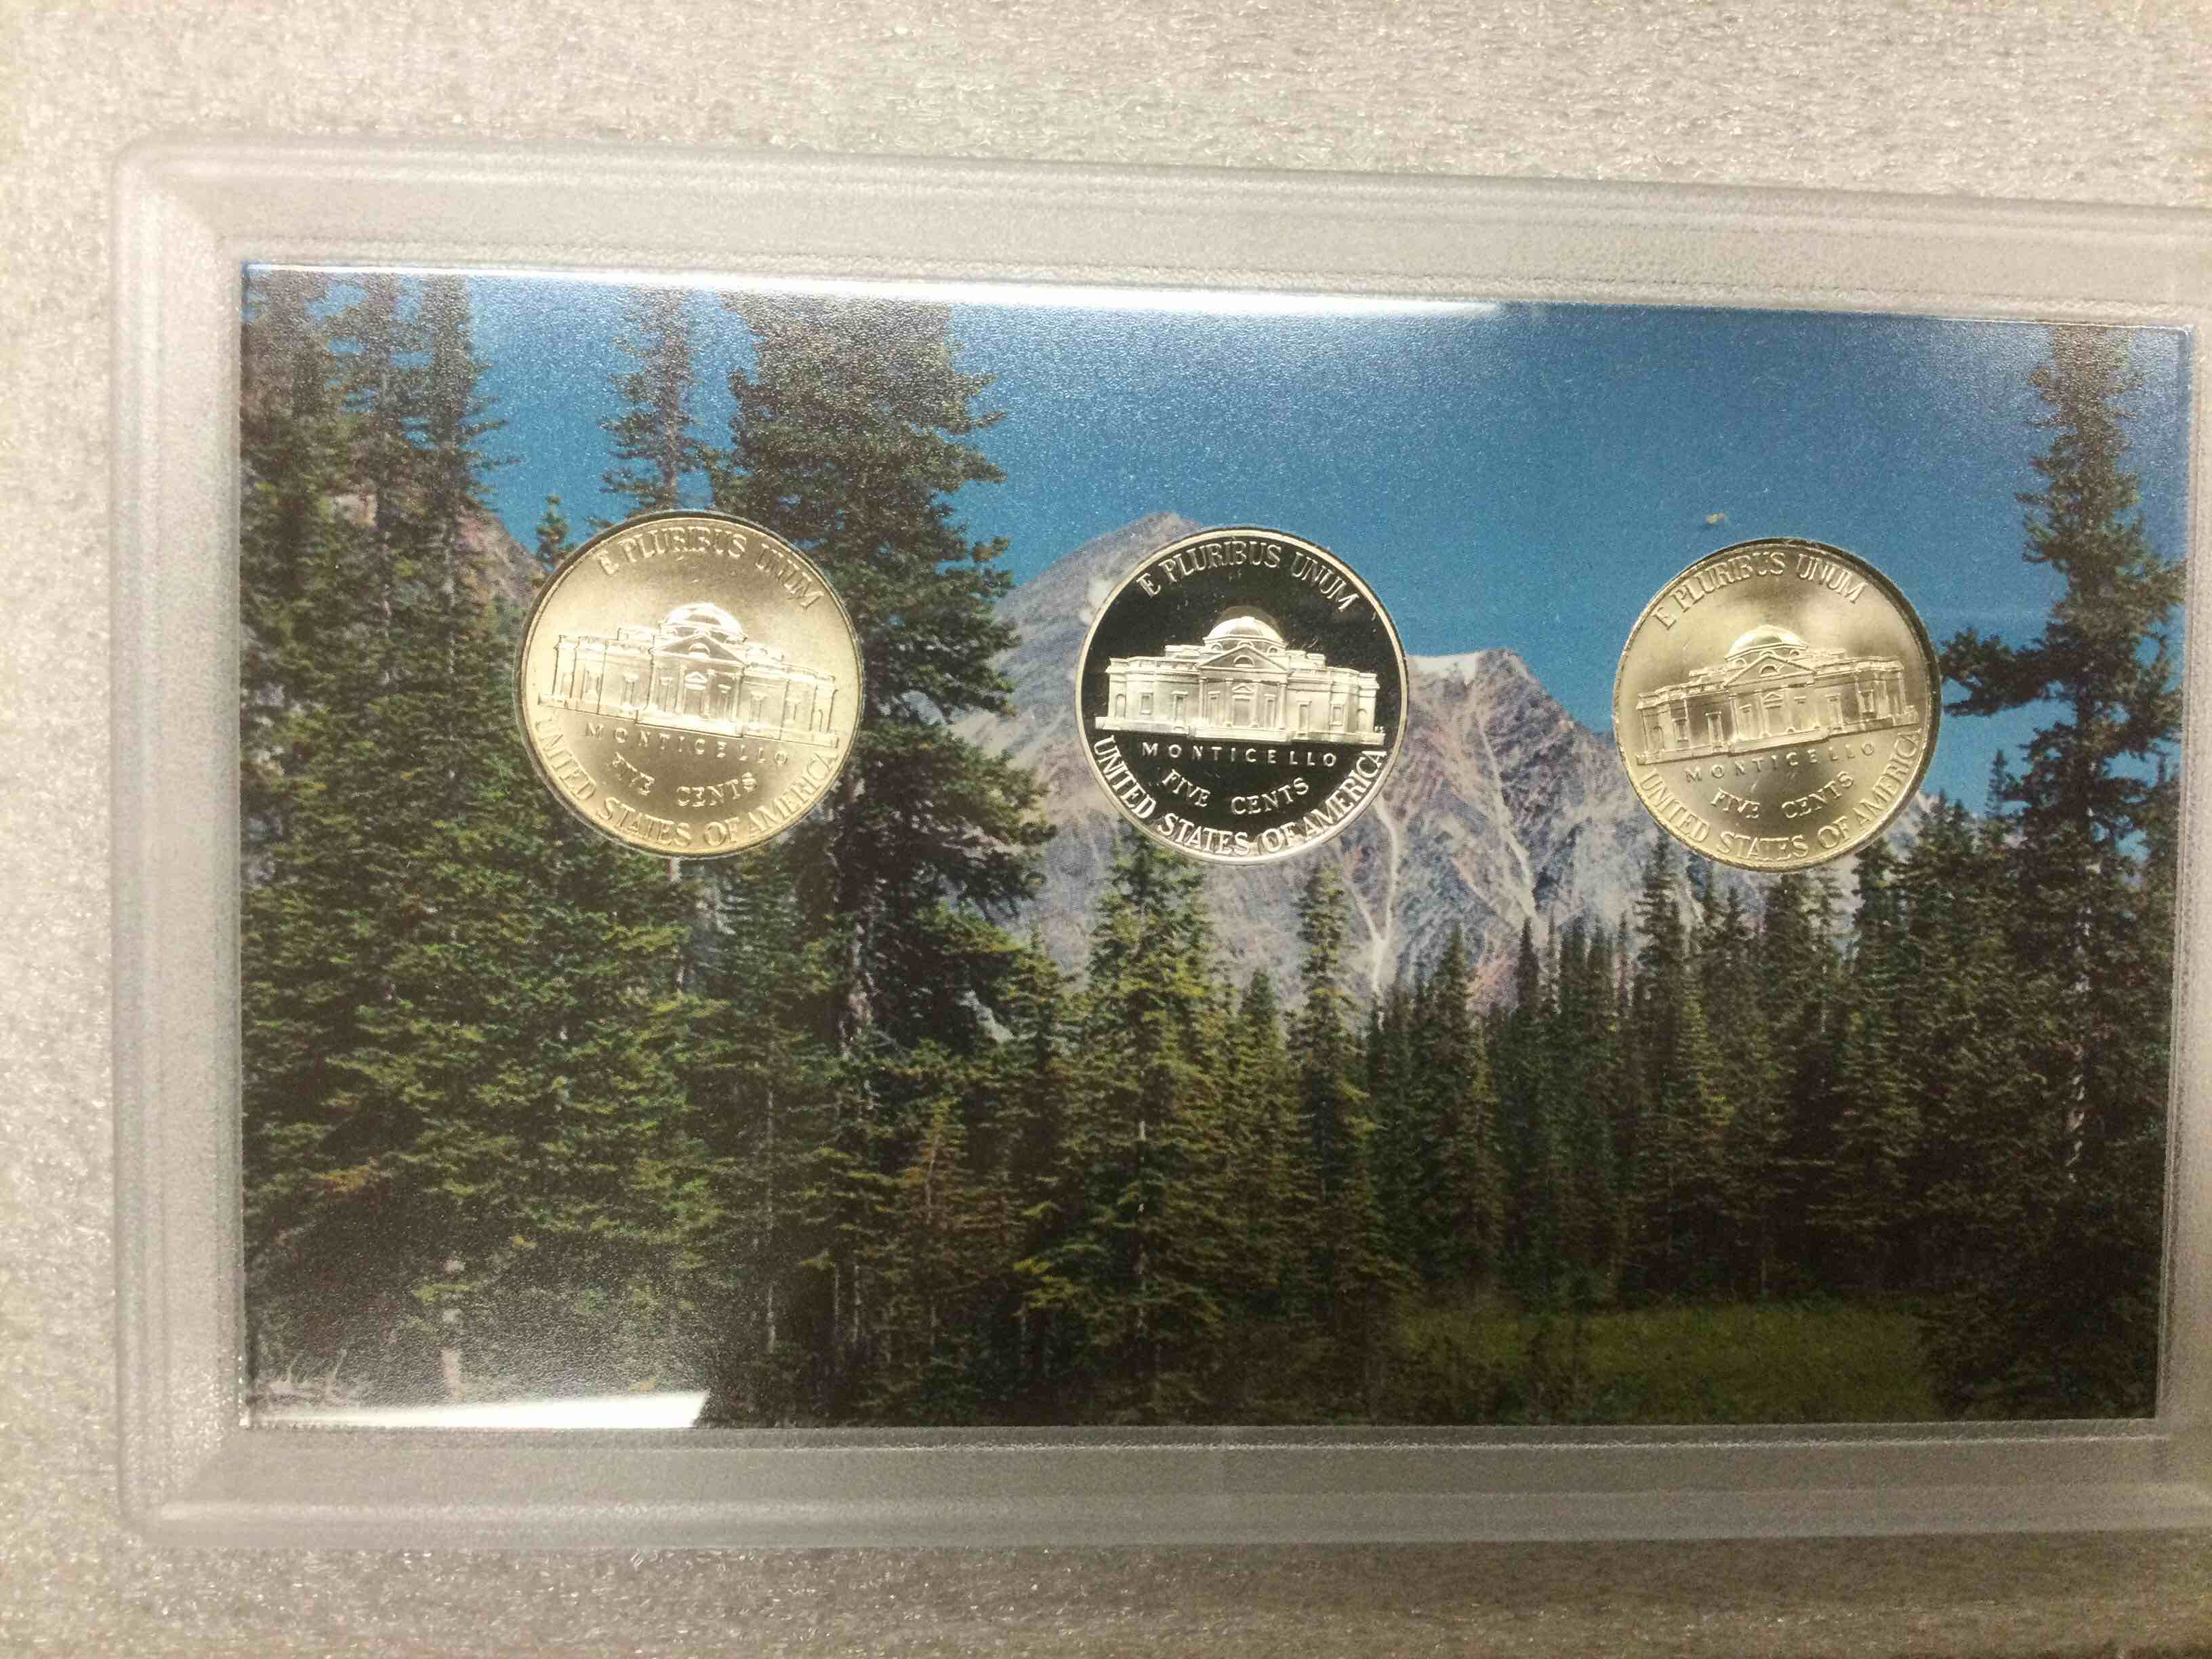 E PLURIBUS UNUM
MONTICELLO
FIVE CENTS
UNITED STATES OF AMERICA
E PLURIBUS UNUM
MONTICELLO
FIVE CENTS
UNITED STATES OF AMERICA
E PLURIBUS UNUM
MONTICELLO
FIVE CENTS
UNITED STATES OF AMERICA